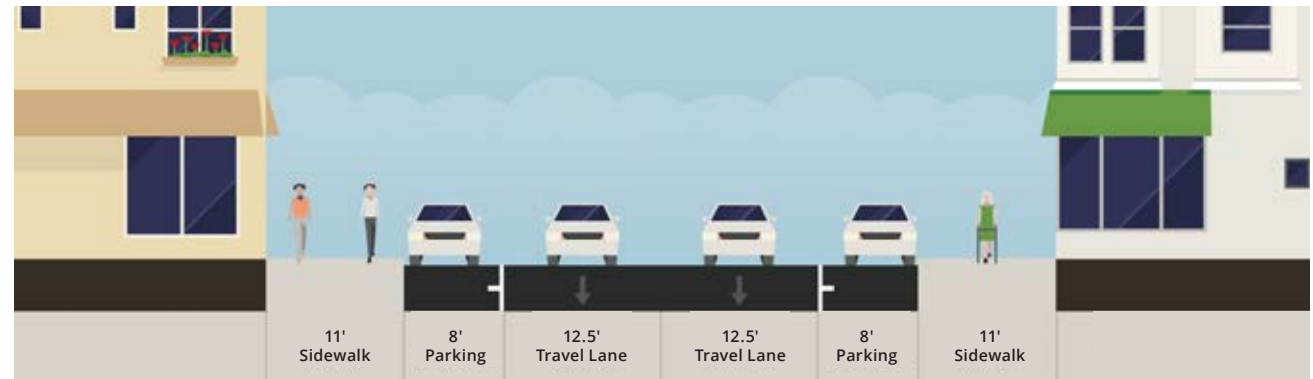 11'
Sidewalk
8'
Parking
12.5'
Travel Lane
12.5'
Travel Lane
8'
Parking
11'
Sidewalk